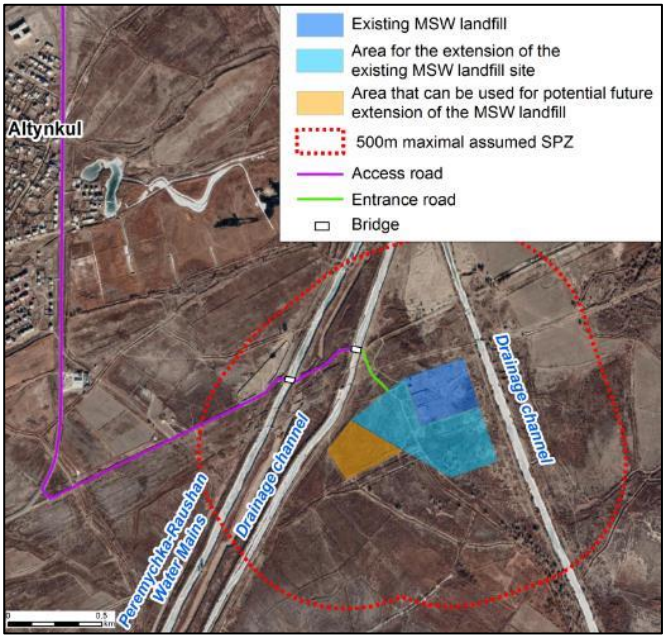 Existing MSW landfill
Area for the extension of the
existing MSW landfill site
Area that can be used for potential future
extension of the MSW landfill
500m maximal assumed SPZ
Access road
Entrance road
Bridge
Altynkul
Drainage channel
Drainage channel
Peremychka-Raushan
Water Mains
0 0.5
km